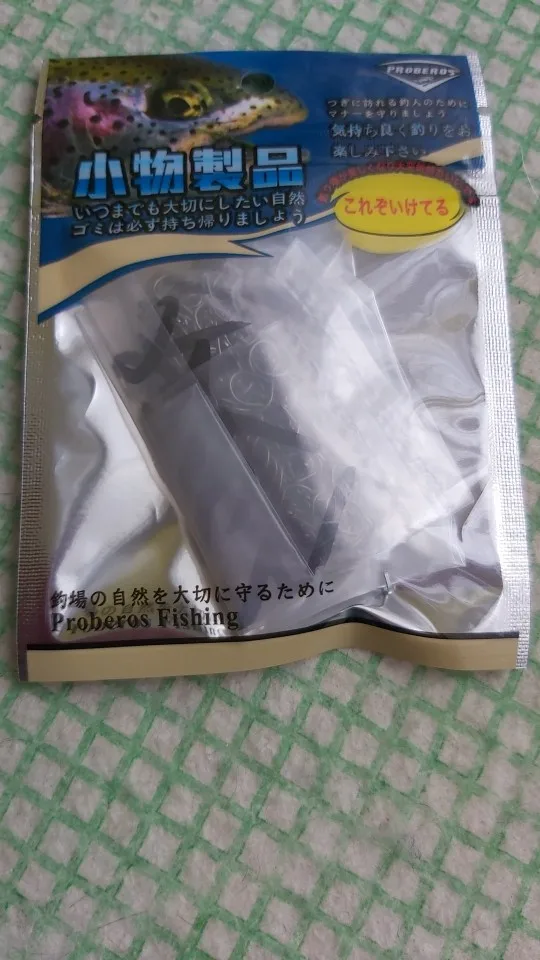 PROBEROS
つぎに訪れる釣人のために
マナーを守りましょう
気持ち良く釣りをお
楽しみ下さい
小物製品
いつまでも大切にしたい自然
ゴミは必ず持ち帰りましょう
これぞいけてる
釣場の自然を大切に守るために
Proberos Fishing